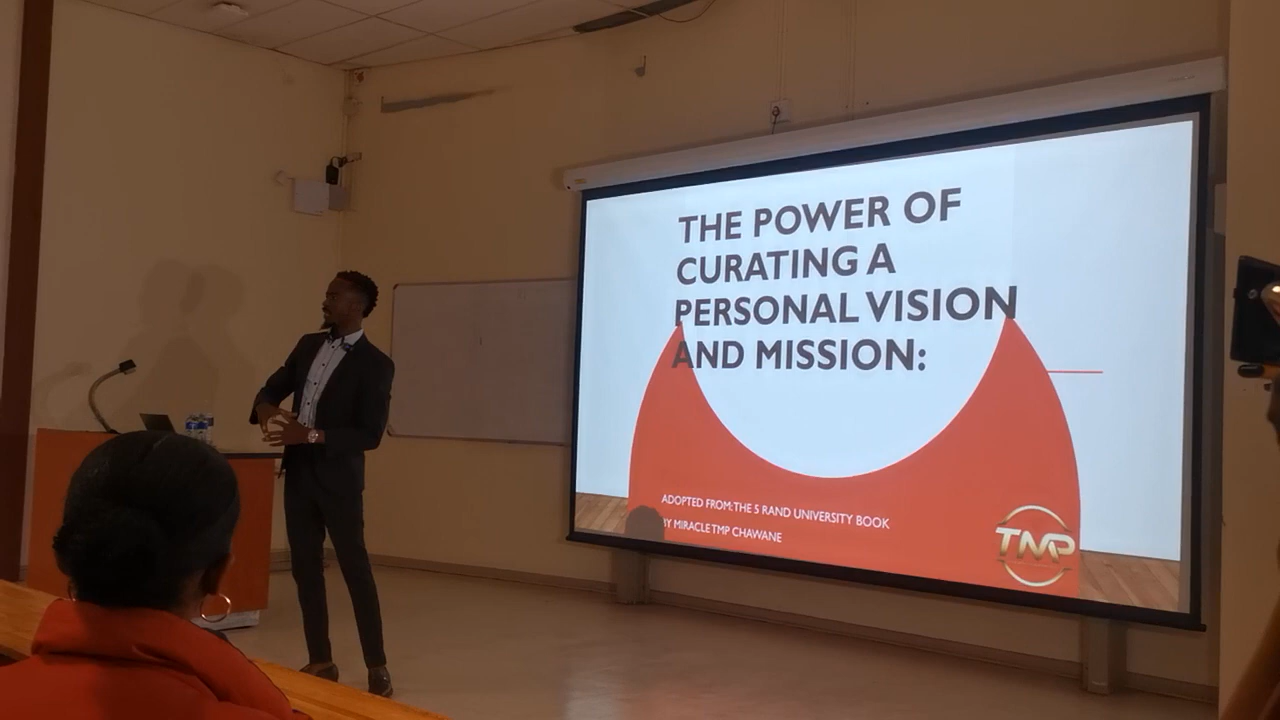 THE POWER OF
CURATING A
PERSONAL VISION
AND MISSION:
ADOPTED FROM: THE 5 RAND UNIVERSITY BOOK
BY MIRACLE TMP CHAWANE
TMP